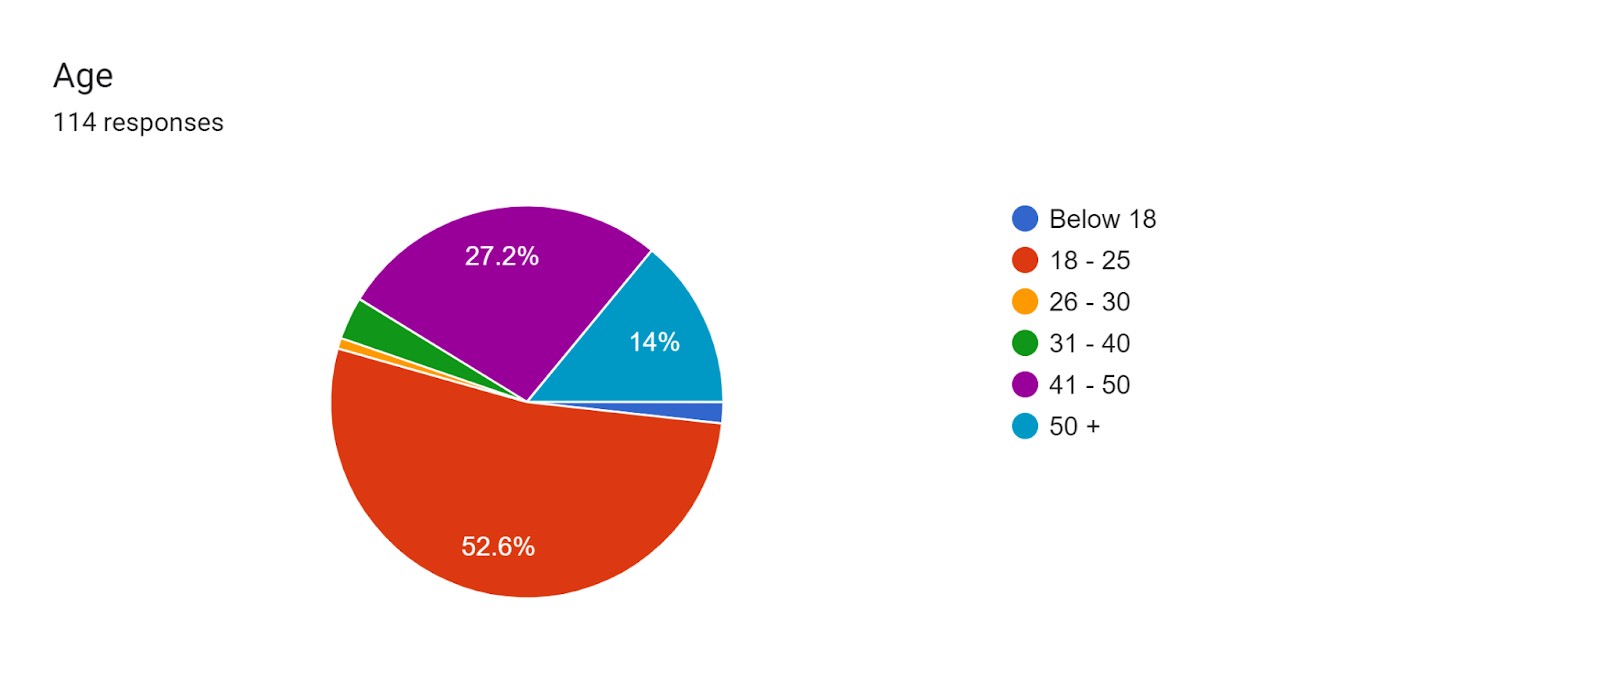 Age
114 responses
27.2%
14%
52.6%
Below 18
18 - 25
26 - 30
31 - 40
41 - 50
50 +